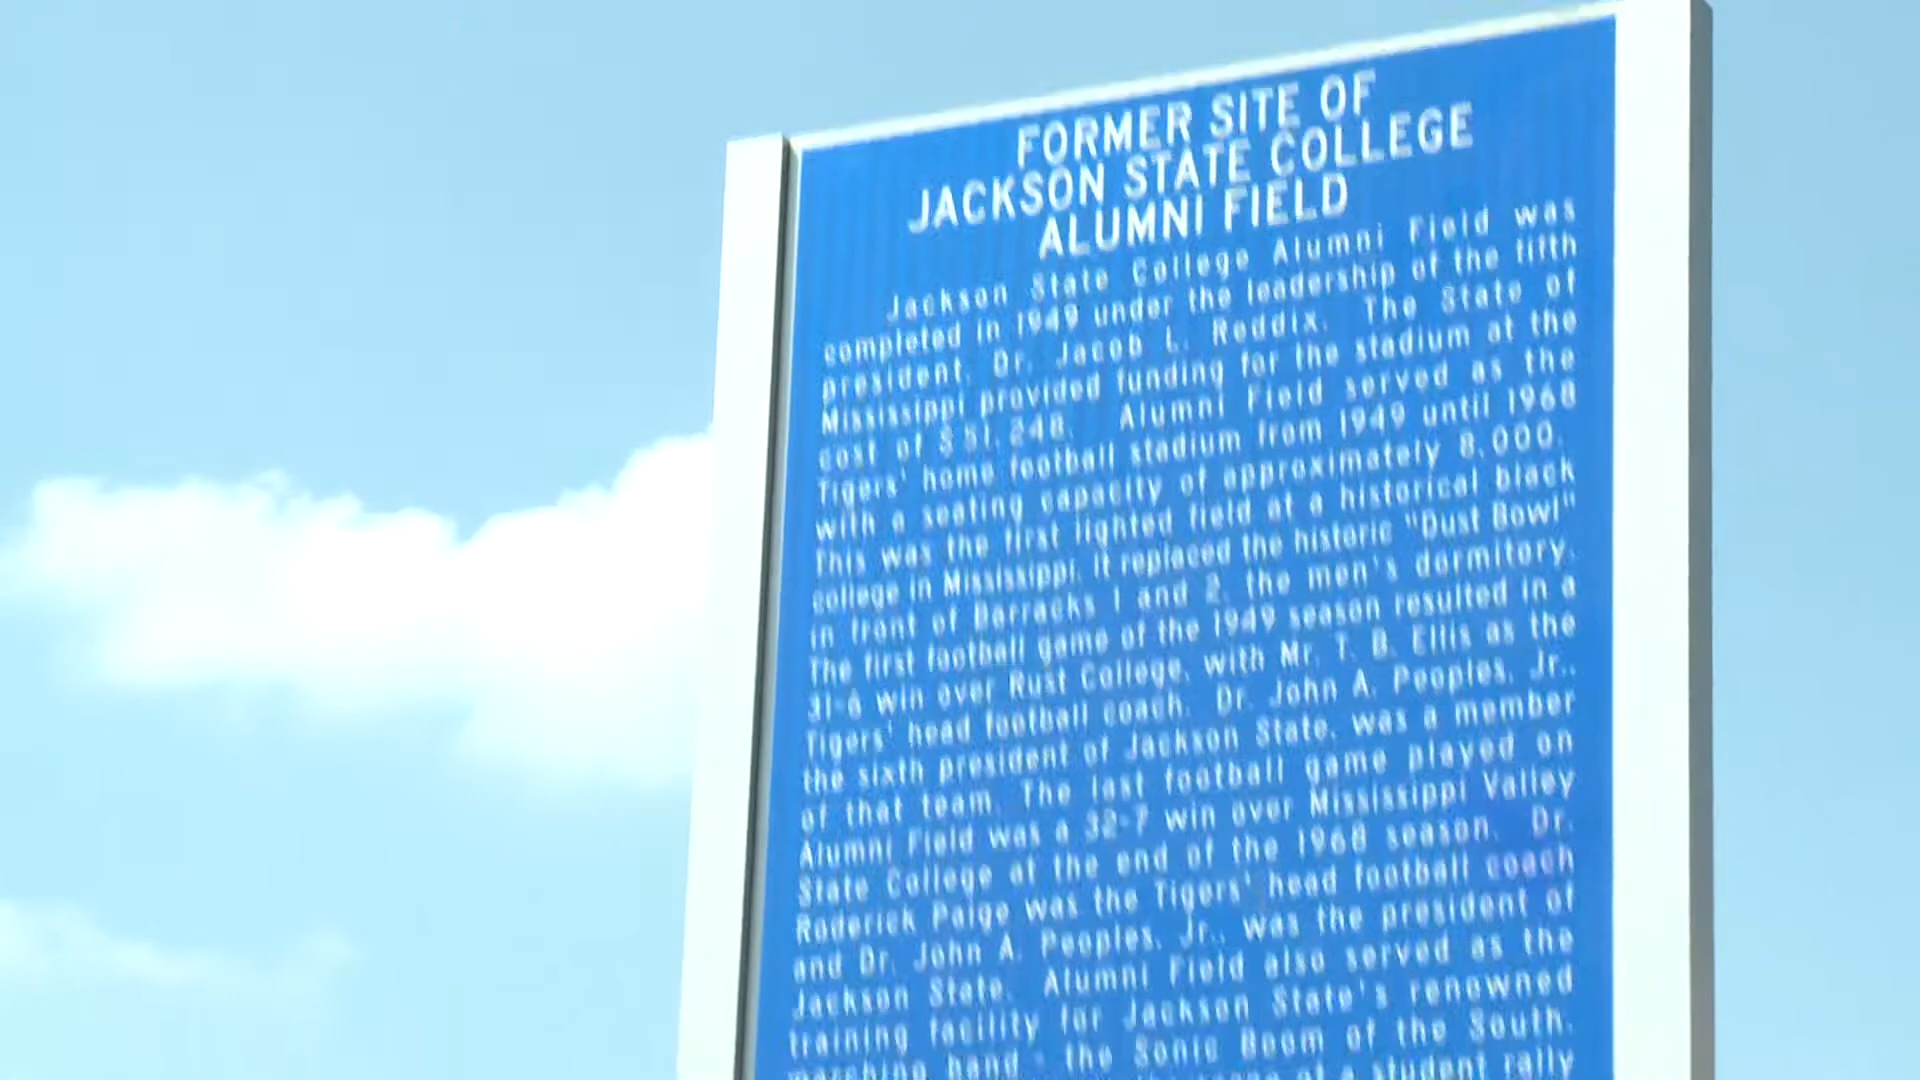 FORMER SITE OF
JACKSON STATE COLLEGE
ALUMNI FIELD
Jackson State College Alumni Field was
completed in 1949 under the leadership of the fifth
president, Dr. Jacob L. Reddix. The State of
Mississippi provided funding for the stadium at the
cost of $51,248. Alumni Field served as the
Tigers' home football stadium from 1949 until 1968
with a seating capacity of approximately 8,000.
This was the first lighted field at a historical black
college in Mississippi. It replaced the historic "Dust Bowl"
in front of Barracks 1 and 2, the men's dormitory.
The first football game of the 1949 season resulted in a
31-6 win over Rust College, with Mr. T. B. Ellis as the
Tigers' head football coach. Dr. John A. Peoples, Jr.,
the sixth president of Jackson State, was a member
of that team. The last football game played on
Alumni Field was a 32-7 win over Mississippi Valley
State College at the end of the 1968 season. Dr.
Roderick Paige was the Tigers' head football coach
and Dr. John A. Peoples, Jr., was the president of
Jackson State. Alumni Field also served as the
training facility for Jackson State's renowned
marching band - the Sonic Boom of the South.
of a student rally